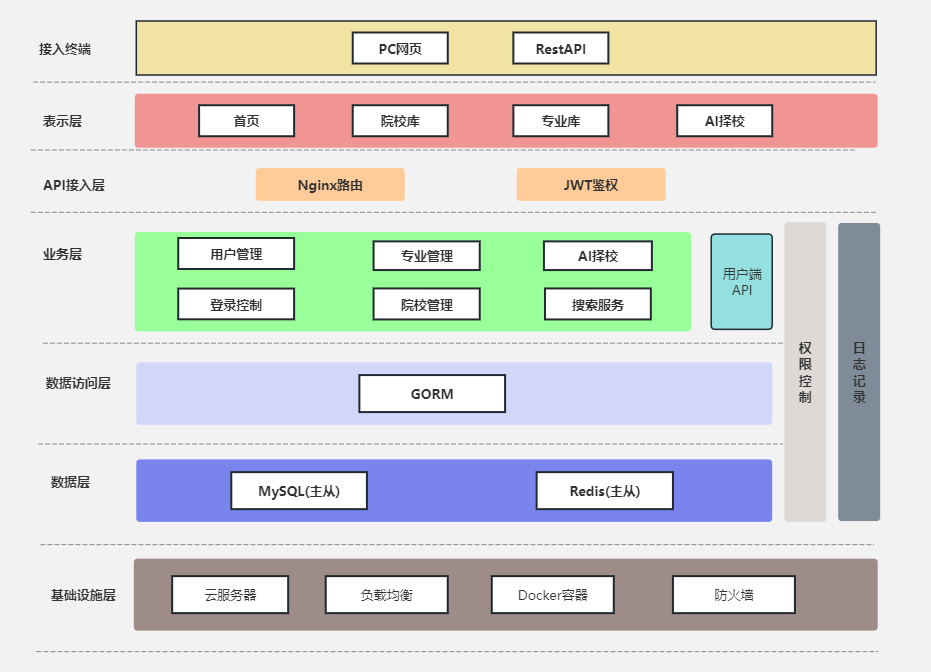 接入终端
PC网页
RestAPI
表示层
首页
院校库
专业库
AI择校
API接入层
Nginx路由
JWT鉴权
业务层
用户管理
专业管理
AI择校
登录控制
院校管理
搜索服务
用户端
API
权
限
控
制
日
志
记
录
数据访问层
GORM
数据层
MySQL(主从)
Redis(主从)
基础设施层
云服务器
负载均衡
Docker容器
防火墙